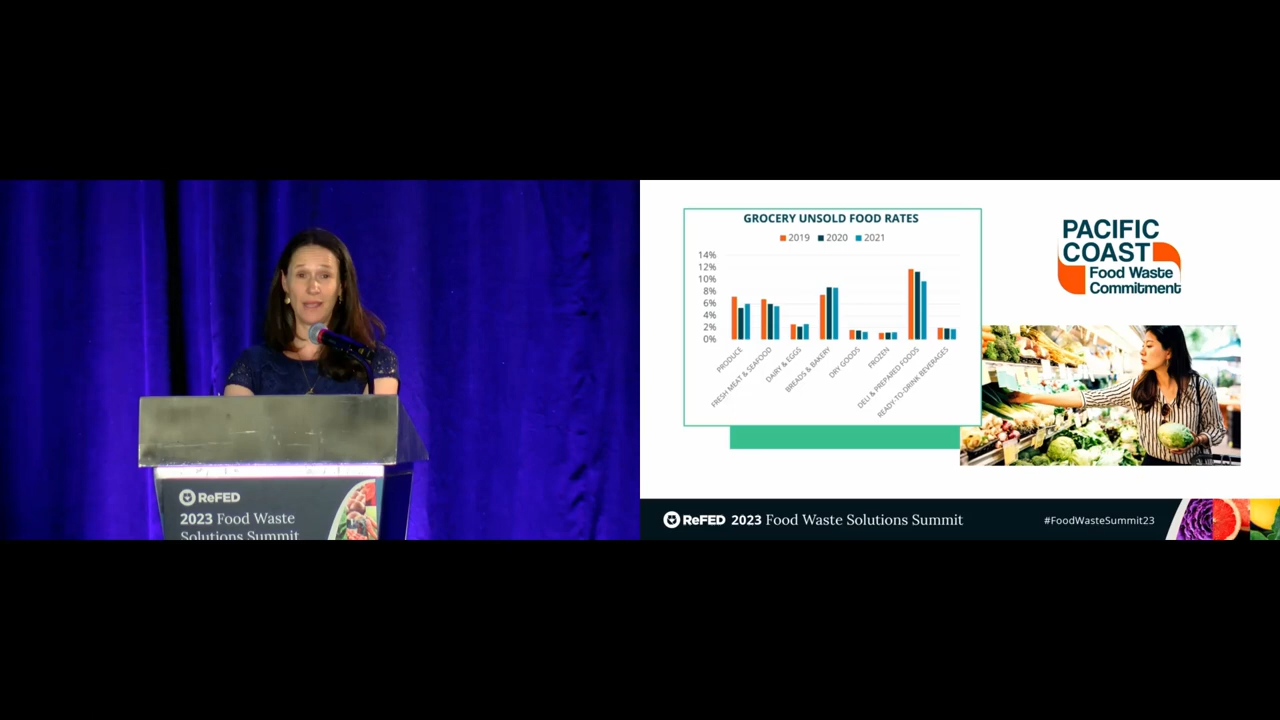 ReFED
2023 Food Waste
Solutions Summit
GROCERY UNSOLD FOOD RATES
2019 2020 2021
14%
12%
10%
8%
6%
4%
2%
0%
PRODUCE
FRESH MEAT & SEAFOOD
DAIRY & EGGS
BREADS & BAKERY
DRY GOODS
FROZEN
DELI & PREPARED FOODS
READY-TO-DRINK BEVERAGES
PACIFIC
COAST
Food Waste
Commitment
ReFED 2023 Food Waste Solutions Summit
#FoodWasteSummit23